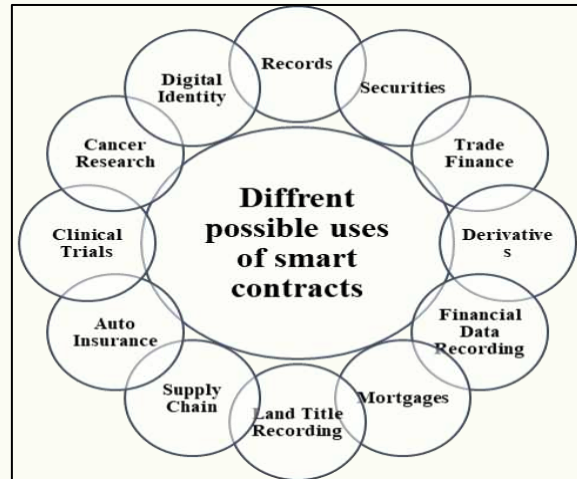 Records
Securities
Trade
Finance
Derivative
s
Financial
Data
Recording
Mortgages
Land Title
Recording
Supply
Chain
Auto
Insurance
Clinical
Trials
Cancer
Research
Digital
Identity
Diffrent
possible uses
of smart
contracts